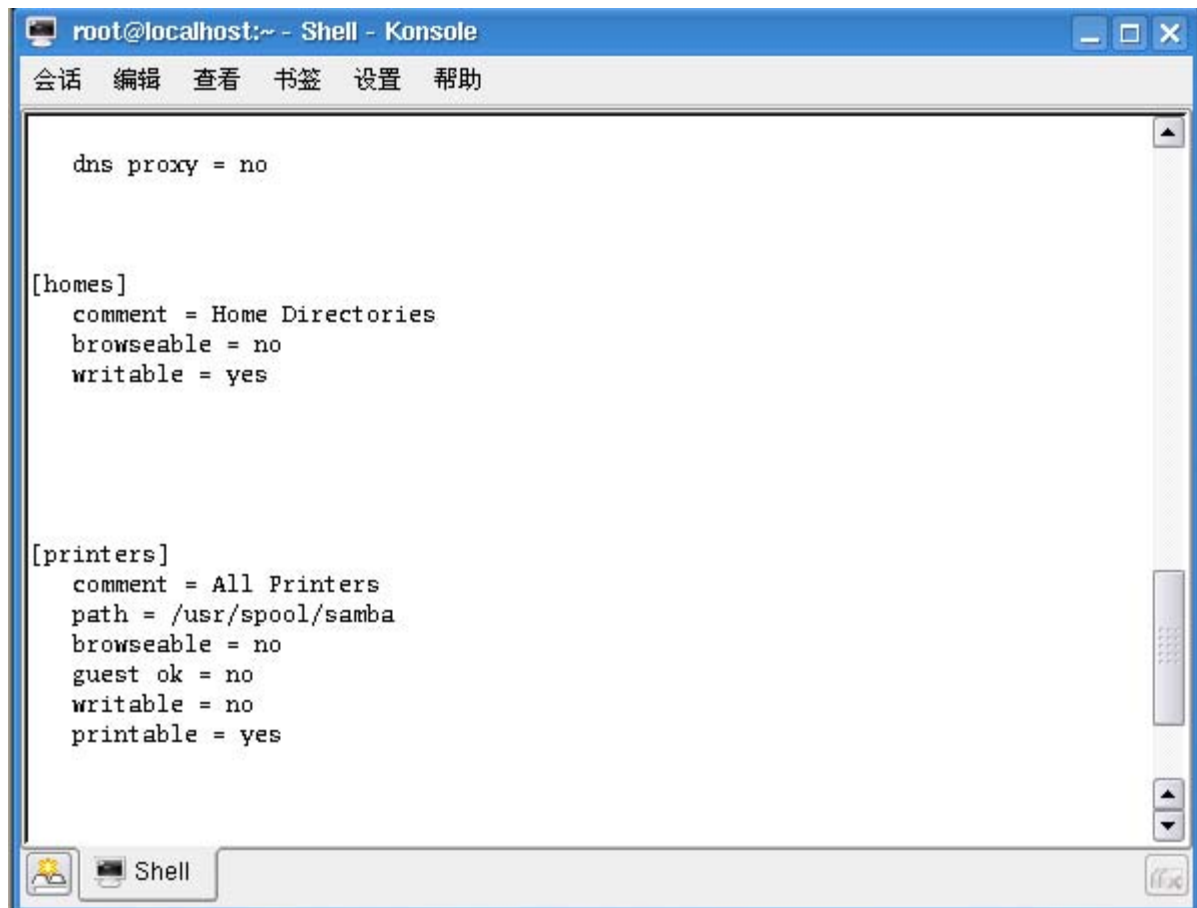 root@localhost:~ - Shell - Konsole
会话 编辑 查看 书签 设置 帮助
dns proxy = no
[homes]
comment = Home Directories
browseable = no
writable = yes
[printers]
comment = All Printers
path = /usr/spool/samba
browseable = no
guest ok = no
writable = no
printable = yes
Shell